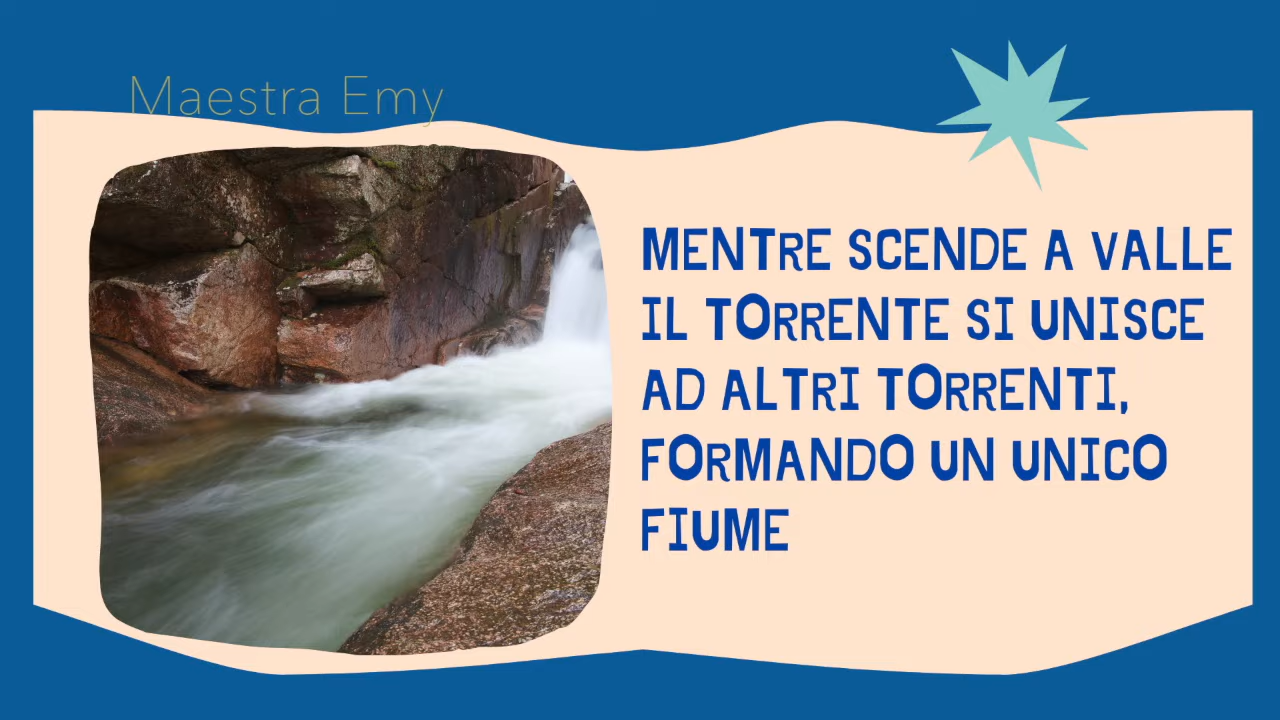 Maestra Emy
MENTRE SCENDE A VALLE
IL TORRENTE SI UNISCE
AD ALTRI TORRENTI,
FORMANDO UN UNICO
FIUME